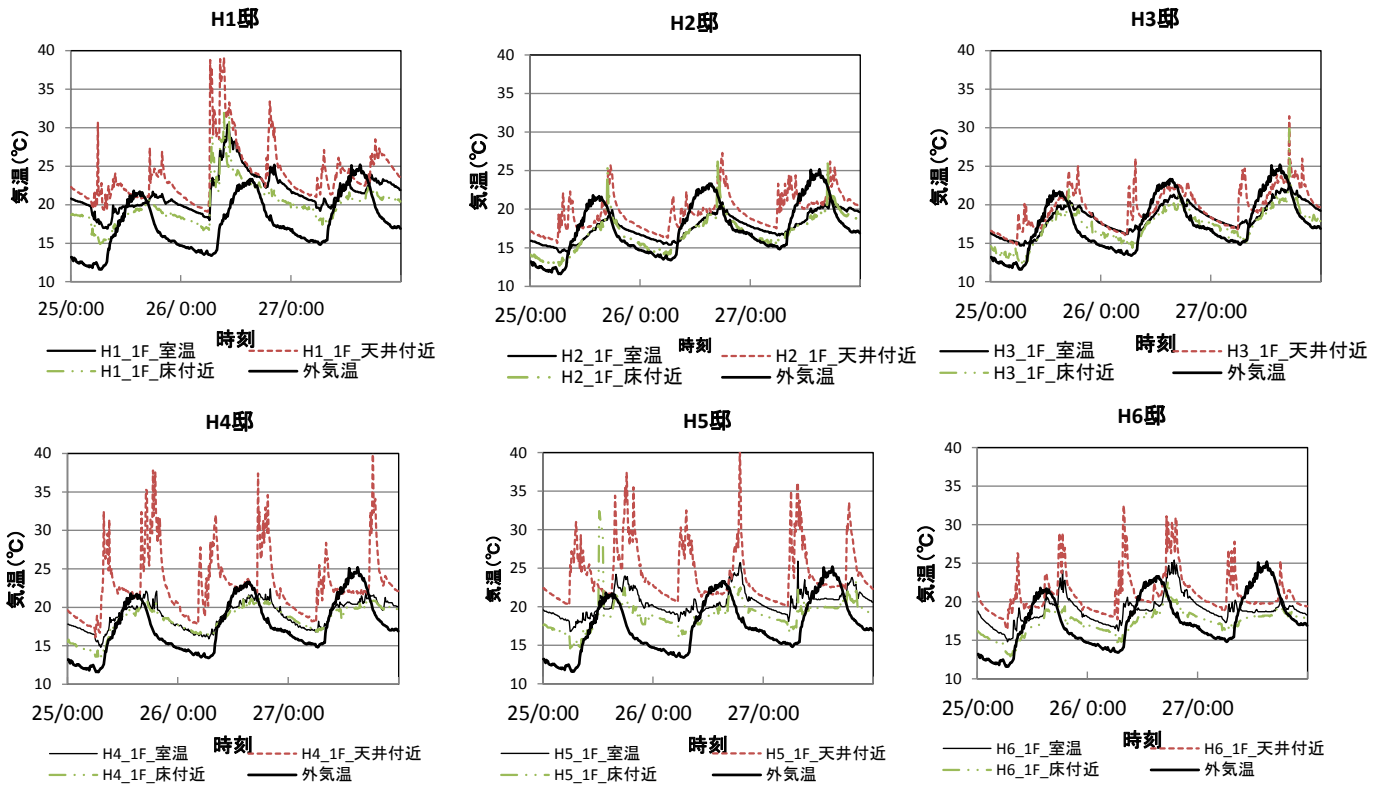 H1邸
気温(℃)
40
35
30
25
20
15
10
25/0:00 26/ 0:00 27/0:00
時刻
H1_1F_室温 H1_1F_天井付近
H1_1F_床付近 外気温
H2邸
気温(℃)
40
35
30
25
20
15
10
25/0:00 26/ 0:00 27/0:00
時刻
H2_1F_室温 H2_1F_天井付近
H2_1F_床付近 外気温
H3邸
気温(℃)
40
35
30
25
20
15
10
25/0:00 26/ 0:00 27/0:00
時刻
H3_1F_室温 H3_1F_天井付近
H3_1F_床付近 外気温
H4邸
気温(℃)
40
35
30
25
20
15
10
25/0:00 26/ 0:00 27/0:00
時刻
H4_1F_室温 H4_1F_天井付近
H4_1F_床付近 外気温
H5邸
気温(℃)
40
35
30
25
20
15
10
25/0:00 26/ 0:00 27/0:00
時刻
H5_1F_室温 H5_1F_天井付近
H5_1F_床付近 外気温
H6邸
気温(℃)
40
35
30
25
20
15
10
25/0:00 26/ 0:00 27/0:00
時刻
H6_1F_室温 H6_1F_天井付近
H6_1F_床付近 外気温